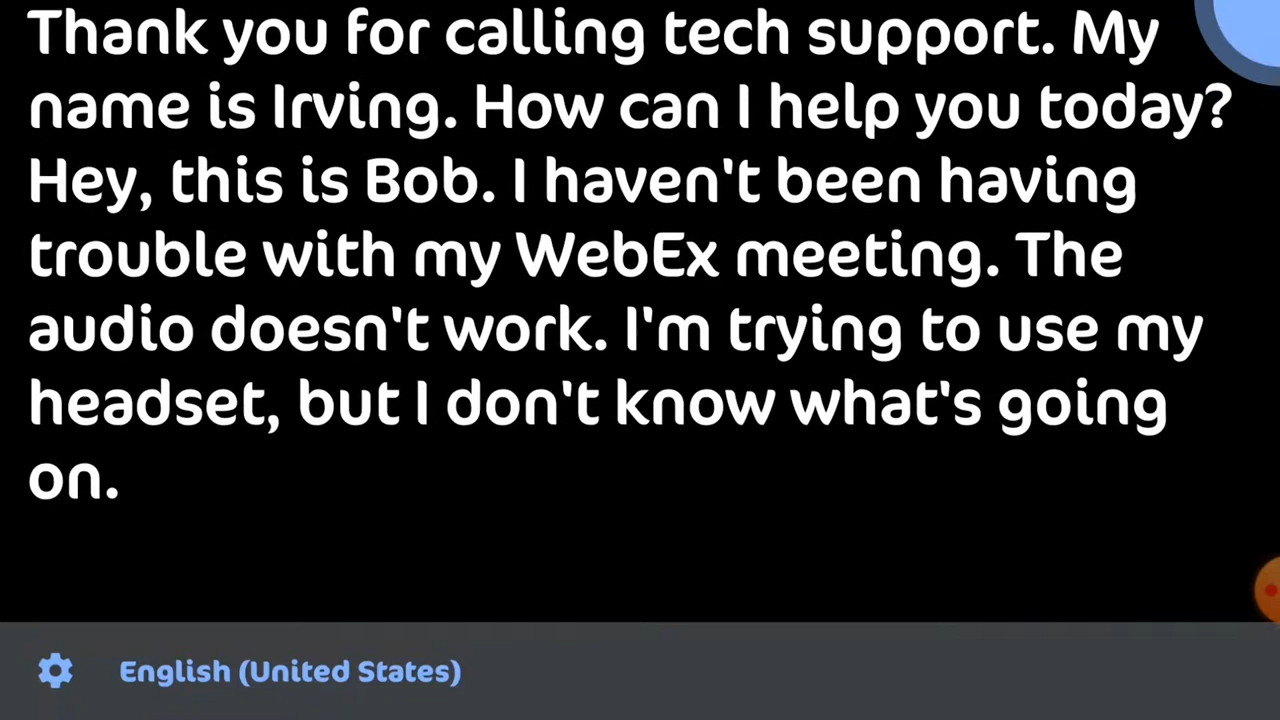 Thank you for calling tech support. My
name is Irving. How can I help you today?
Hey, this is Bob. I haven't been having
trouble with my WebEx meeting. The
audio doesn't work. I'm trying to use my
headset, but I don't know what's going
on.
English (United States)